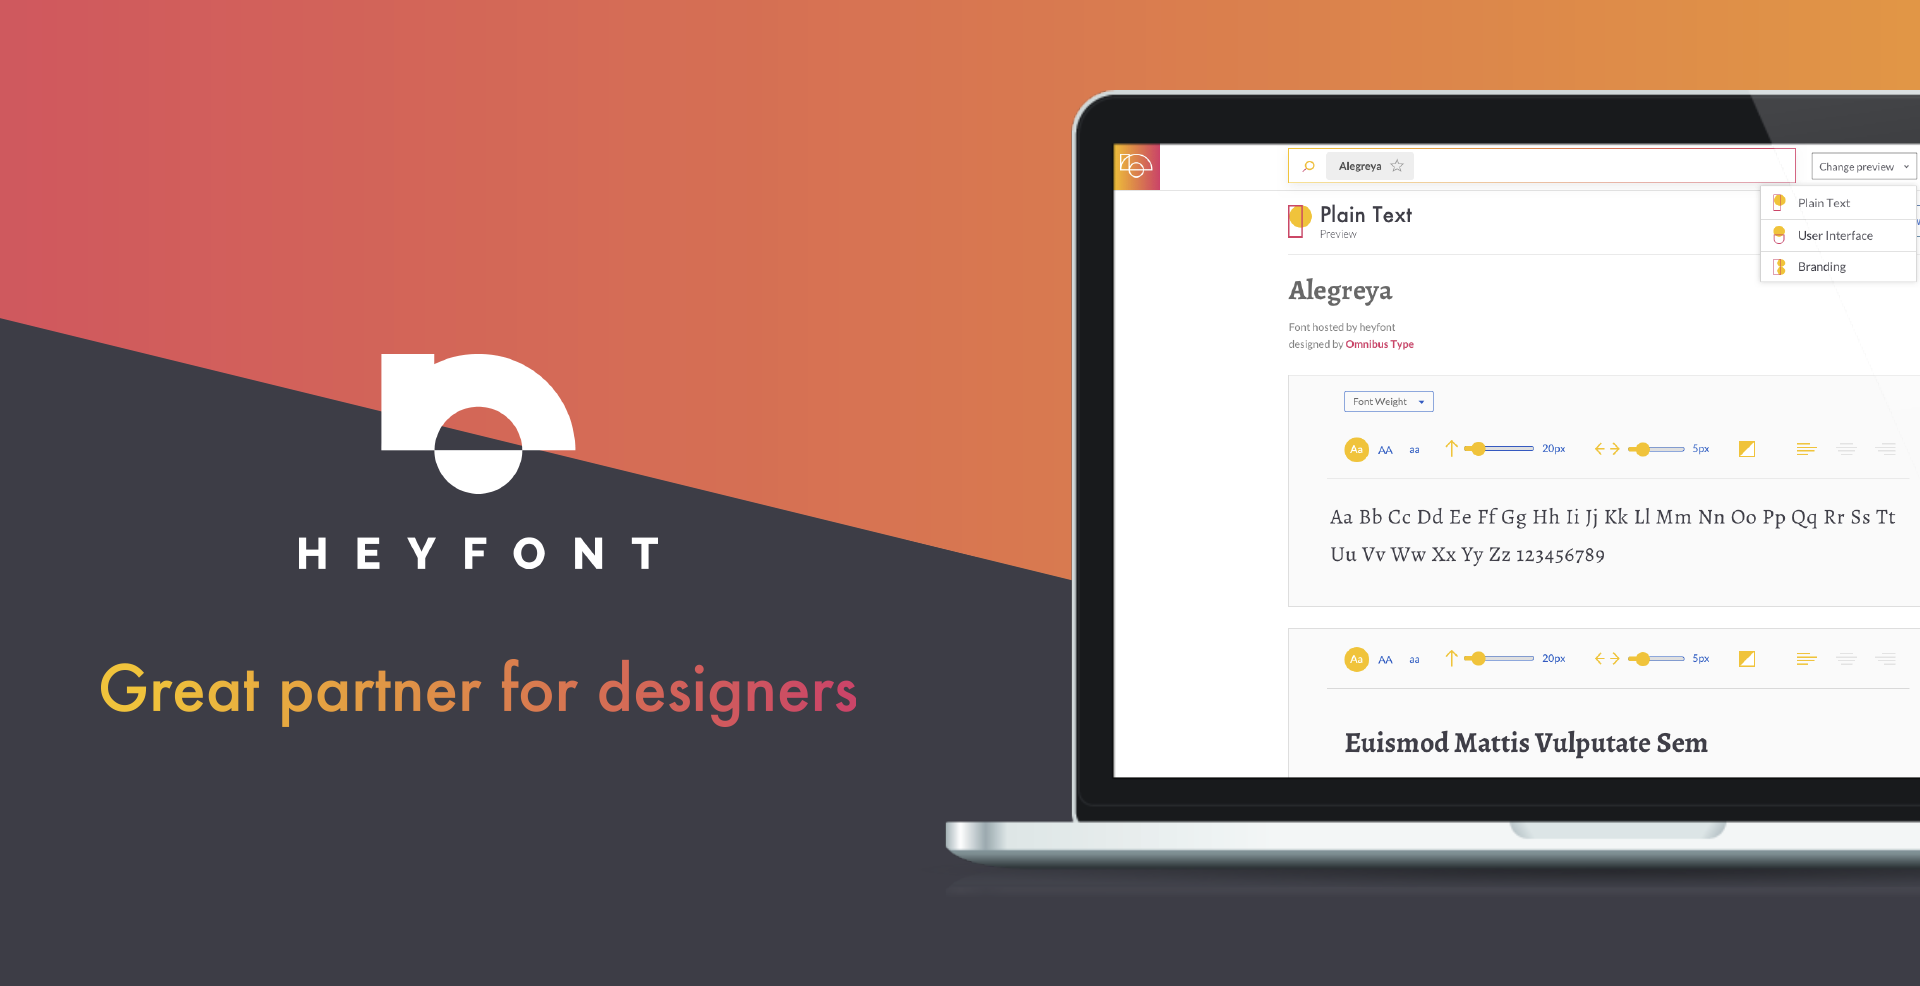 HEYFONT
Great partner for designers
Alegreya
Change preview
Plain Text
User Interface
Branding
Plain Text
Preview
Alegreya
Font hosted by heyfont
designed by Omnibus Type
Font Weight
Aa AA aa 20px 5px
Aa Bb Cc Dd Ee Ff Gg Hh Ii Jj Kk Ll Mm Nn Oo Pp Qq Rr Ss Tt
Uu Vv Ww Xx Yy Zz 123456789
Aa AA aa 20px 5px
Euismod Mattis Vulputate Sem